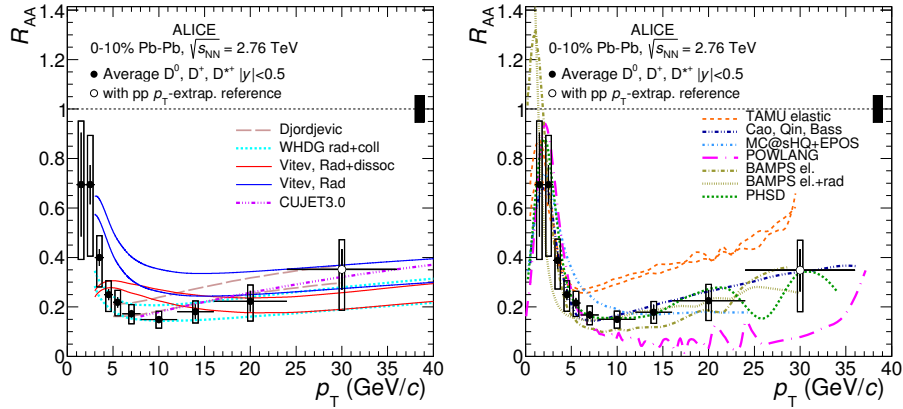 R_AA
ALICE
0-10% Pb-Pb, √s_NN = 2.76 TeV
Average D⁰, D⁺, D*⁺ |y|<0.5
with pp p_T-extrap. reference
Djordjevic
WHDG rad+coll
Vitev, Rad+dissoc
Vitev, Rad
CUJET3.0
1.4
1.2
1
0.8
0.6
0.4
0.2
0
0 5 10 15 20 25 30 35 40
p_T (GeV/c)
R_AA
ALICE
0-10% Pb-Pb, √s_NN = 2.76 TeV
Average D⁰, D⁺, D*⁺ |y|<0.5
with pp p_T-extrap. reference
TAMU elastic
Cao, Qin, Bass
MC@sHQ+EPOS
POWLANG
BAMPS el.
BAMPS el.+rad
PHSD
1.4
1.2
1
0.8
0.6
0.4
0.2
0
0 5 10 15 20 25 30 35 40
p_T (GeV/c)